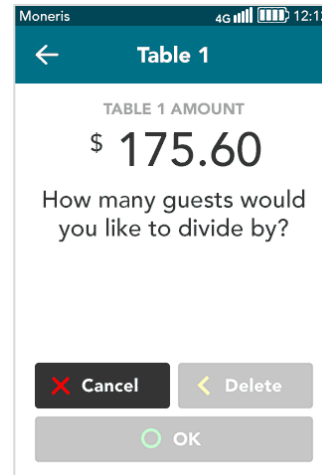 Moneris 4G 12:12
Table 1
TABLE 1 AMOUNT
$ 175.60
How many guests would
you like to divide by?
Cancel Delete
OK